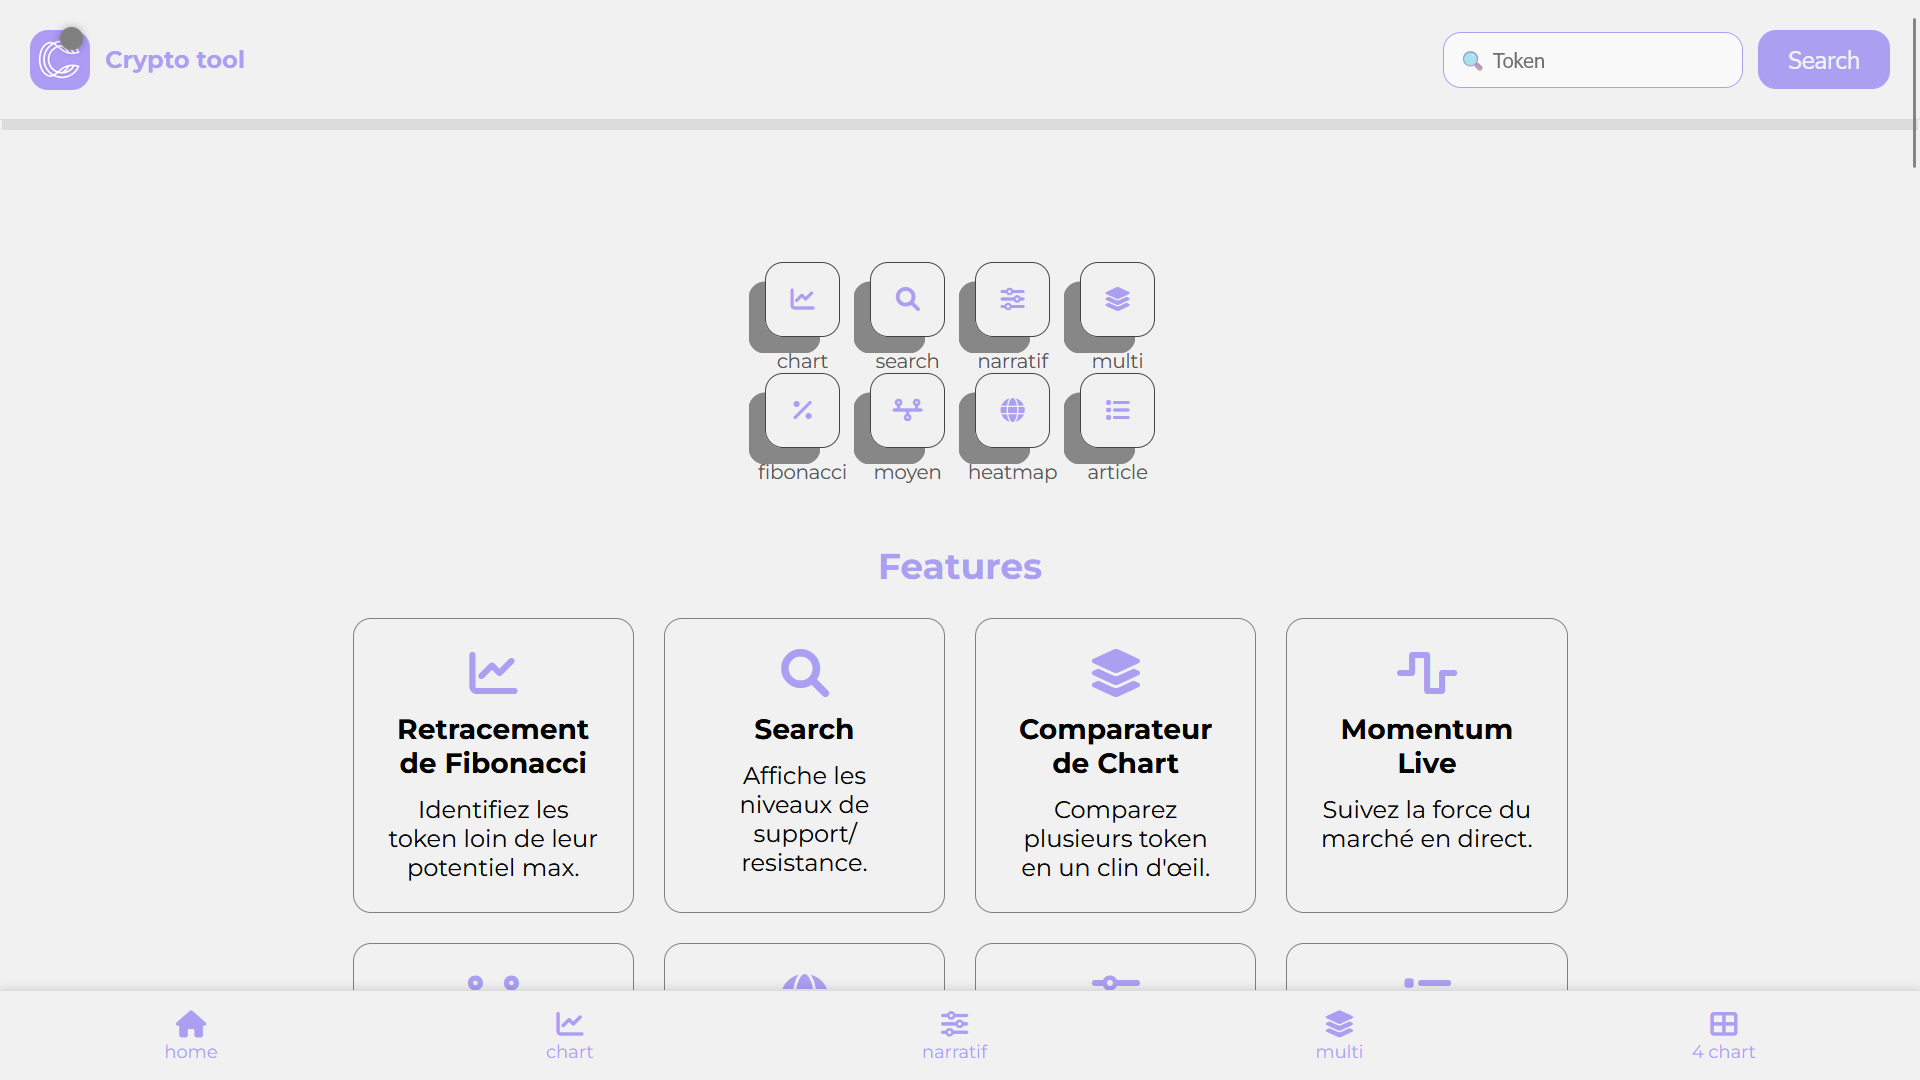 Crypto tool
🔍 Token
Search
chart
search
narratif
multi
fibonacci
moyen
heatmap
article
Features
Retracement
de Fibonacci
Identifiez les
token loin de leur
potentiel max.
Search
Affiche les
niveaux de
support/
resistance.
Comparateur
de Chart
Comparez
plusieurs token
en un clin d'œil.
Momentum
Live
Suivez la force du
marché en direct.
home
chart
narratif
multi
4 chart